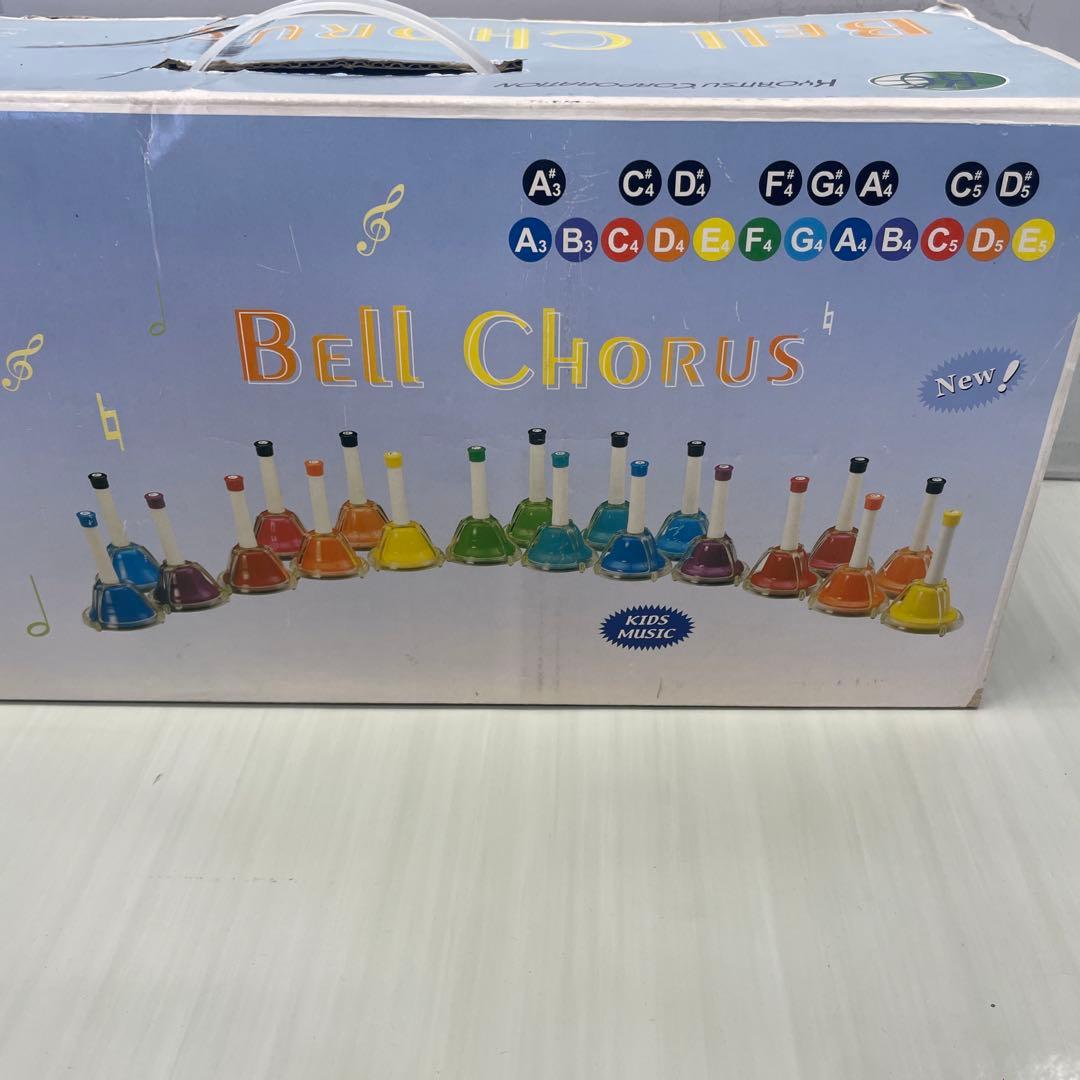 BELL CHORUS
KYORITSU CORPORATION
KC
A#3 C#4 D#4 F#4 G#4 A#4 C#5 D#5
A3 B3 C4 D4 E4 F4 G4 A4 B4 C5 D5 E5
BELL CHORUS
New!
KIDS
MUSIC